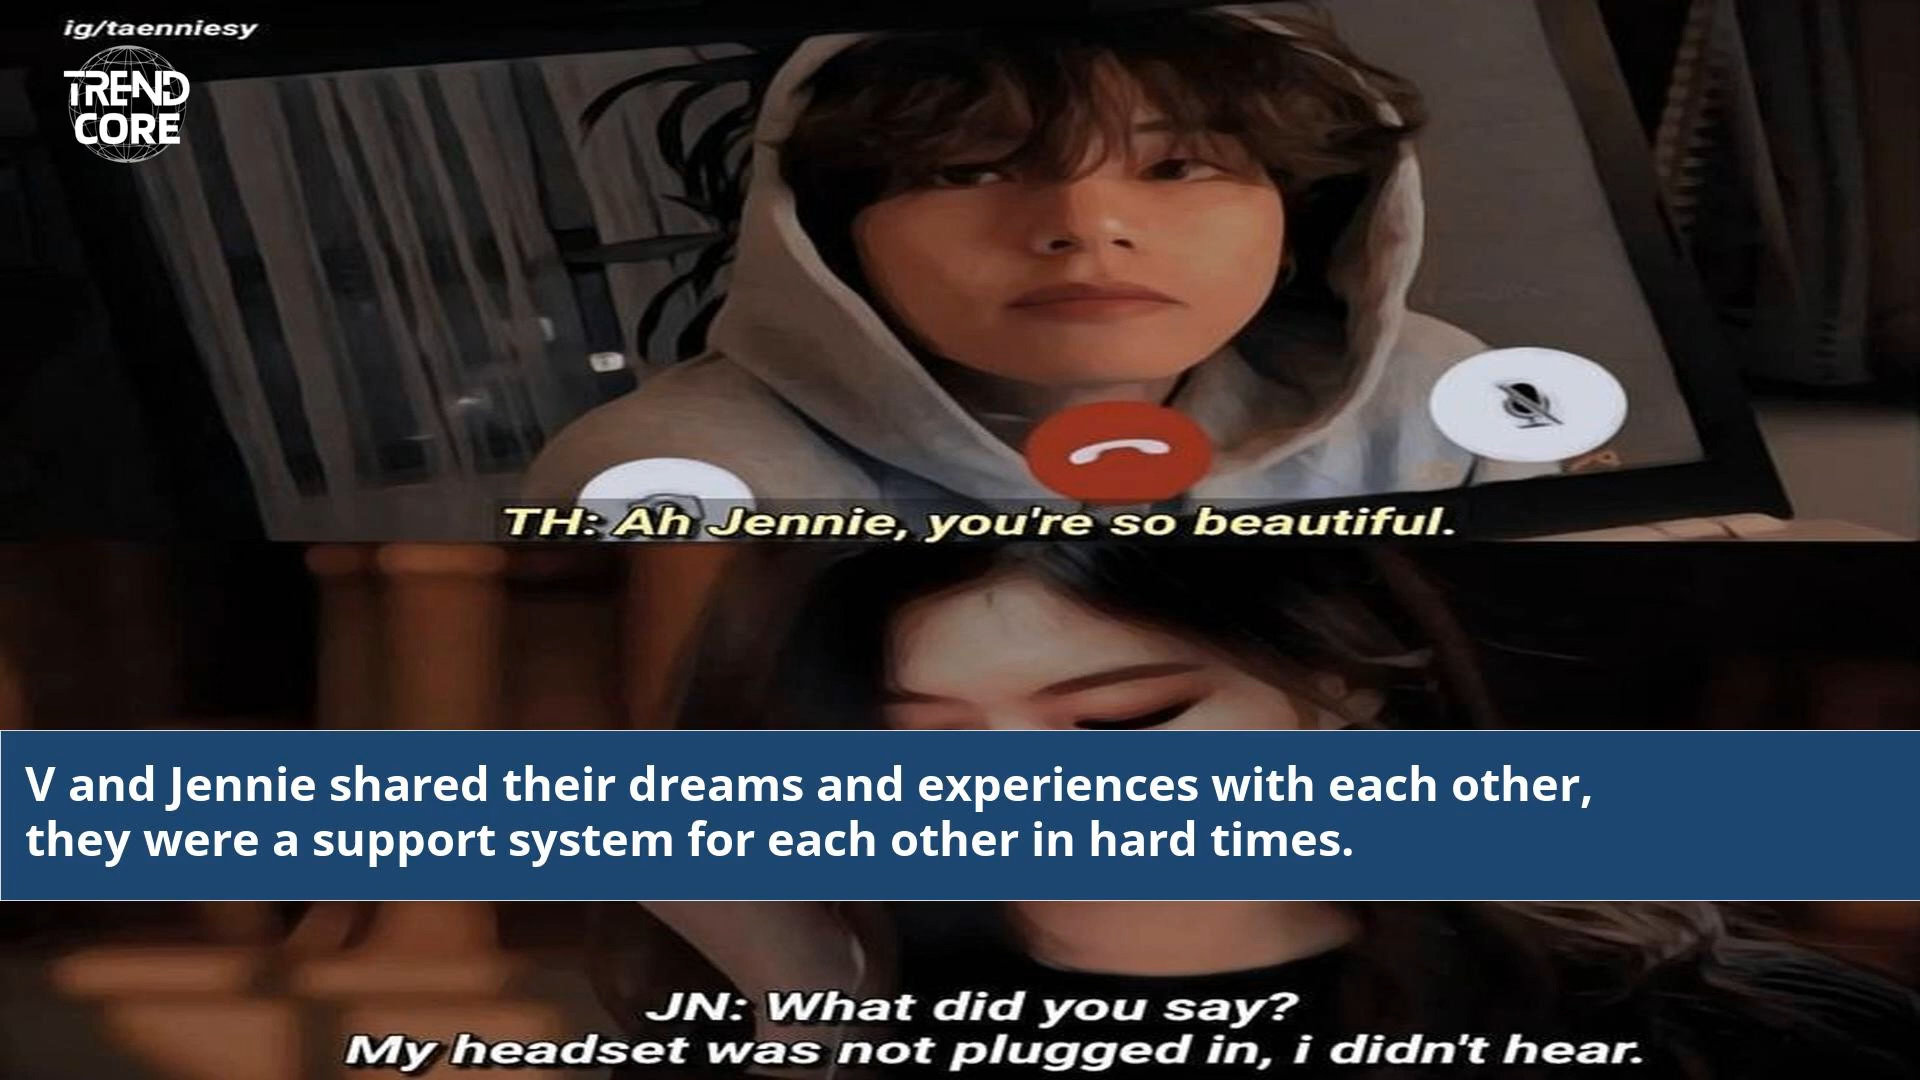 ig/taenniesy
TREND
CORE
TH: Ah Jennie, you're so beautiful.
V and Jennie shared their dreams and experiences with each other,
they were a support system for each other in hard times.
JN: What did you say?
My headset was not plugged in, i didn't hear.